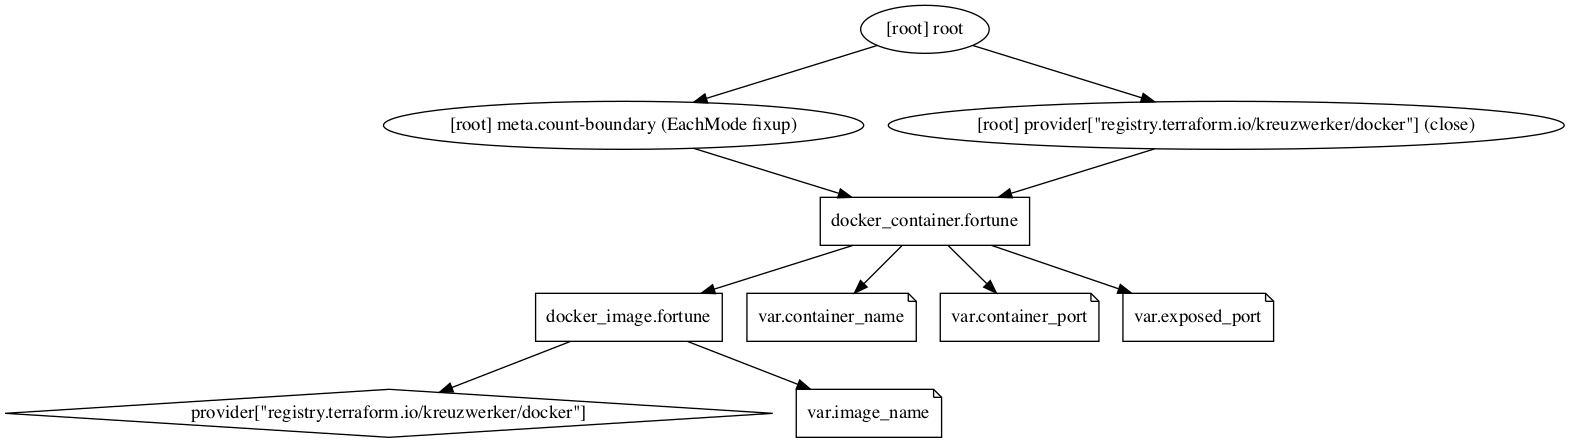 [root] root
[root] meta.count-boundary (EachMode fixup)
[root] provider["registry.terraform.io/kreuzwerker/docker"] (close)
docker_container.fortune
docker_image.fortune
var.container_name
var.container_port
var.exposed_port
provider["registry.terraform.io/kreuzwerker/docker"]
var.image_name